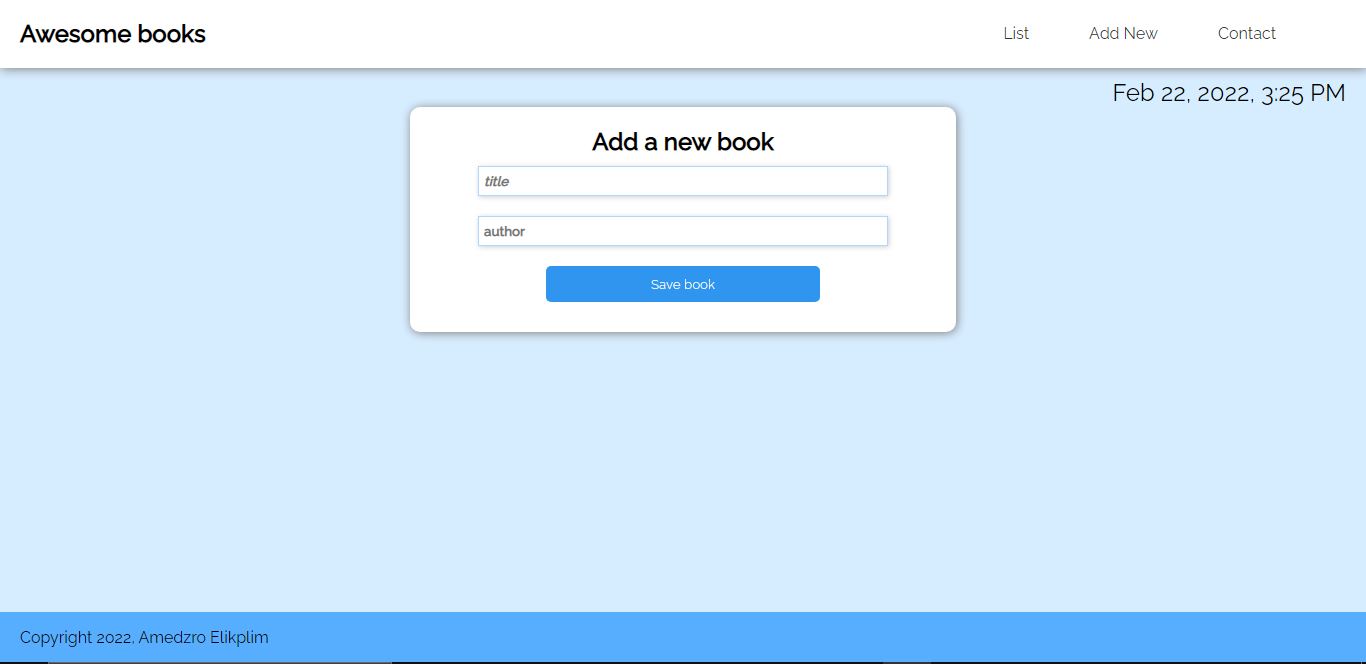 Awesome books
List Add New Contact
Feb 22, 2022, 3:25 PM
Add a new book
title
author
Save book
Copyright 2022, Amedzro Elikplim